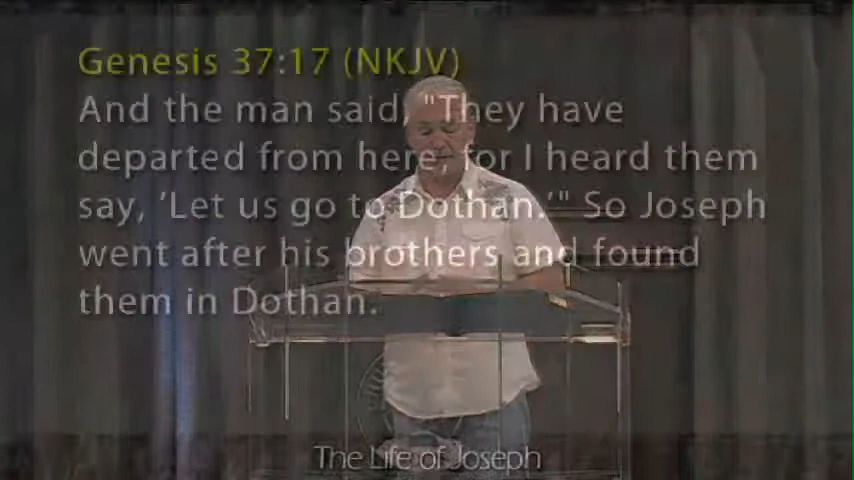 Genesis 37:17 (NKJV)
And the man said, "They have
departed from here, for I heard them
say, 'Let us go to Dothan.'" So Joseph
went after his brothers and found
them in Dothan.
The Life of Joseph